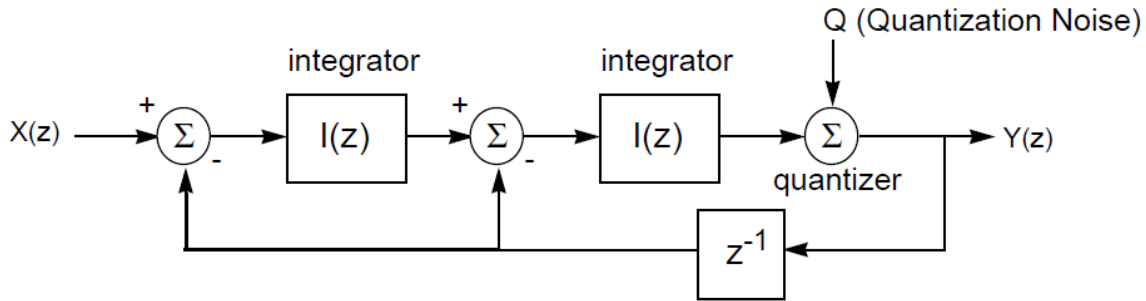 Q (Quantization Noise)
integrator
integrator
+
+
X(z)
Σ
I(z)
Σ
I(z)
Σ
Y(z)
-
-
quantizer
z-1